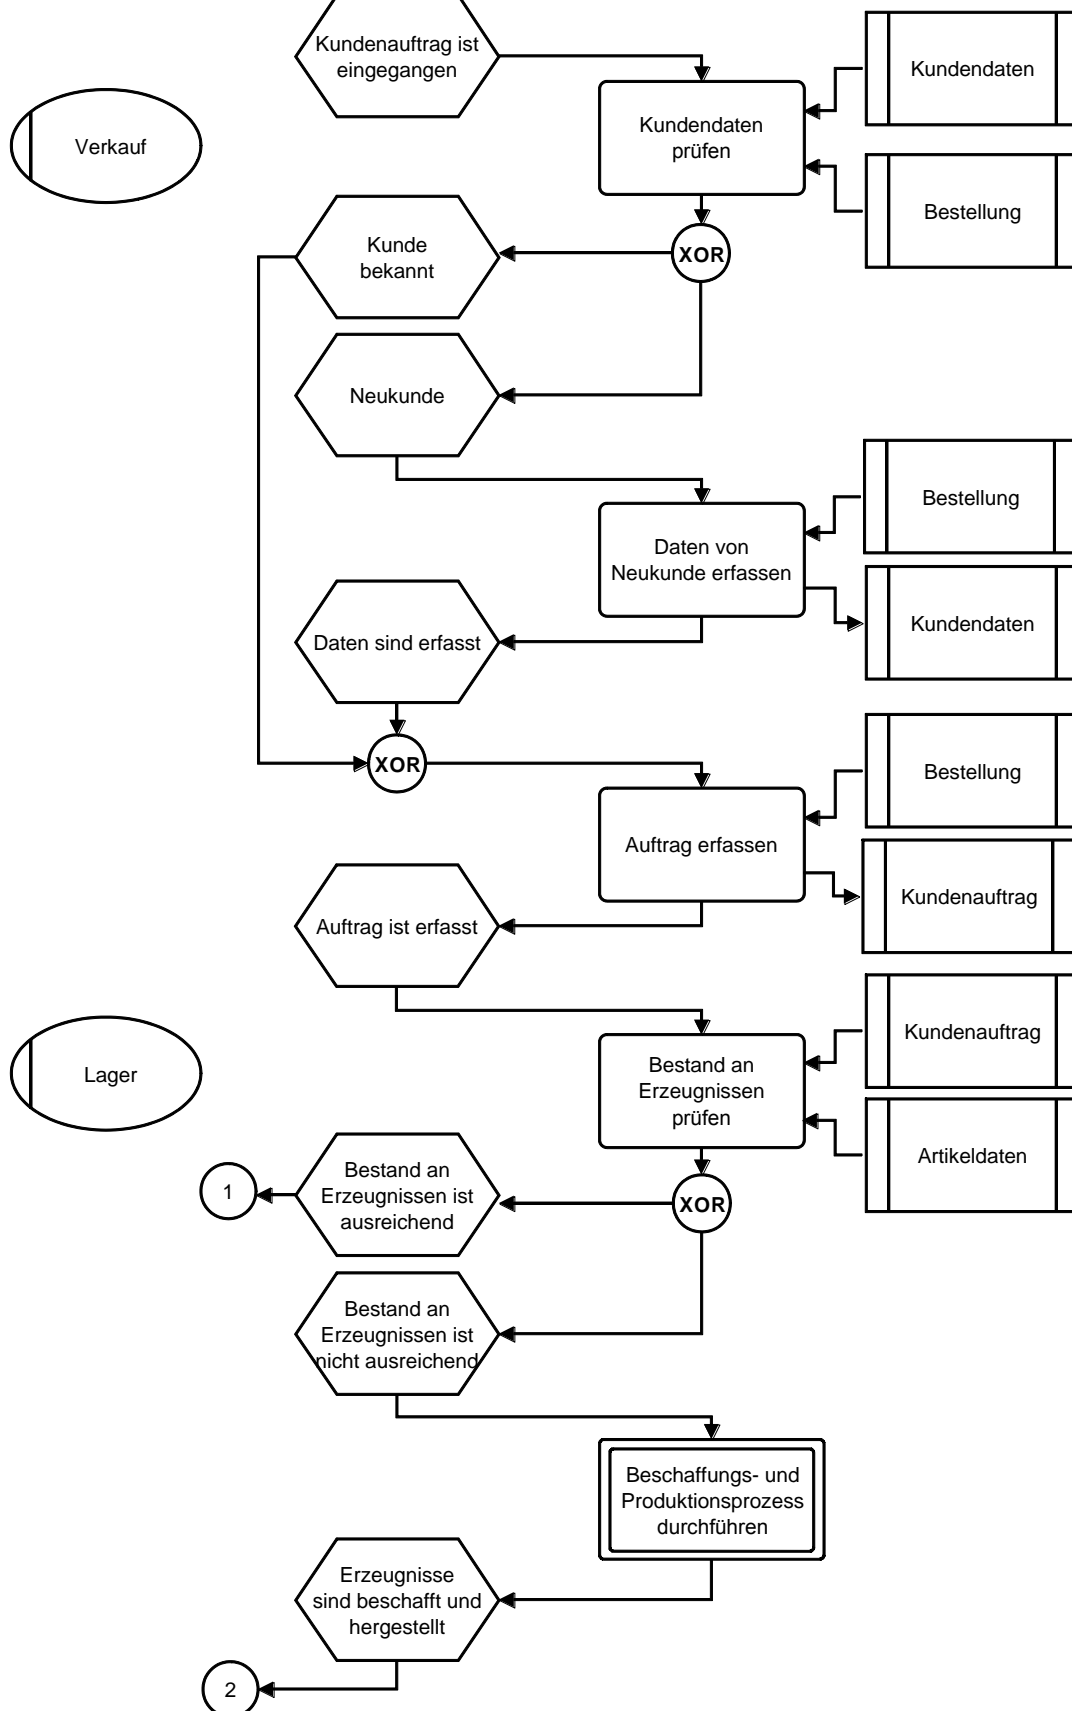 Kundenauftrag ist
eingegangen
Kundendaten
Kundendaten
prüfen
Verkauf
Bestellung
Kunde
bekannt
XOR
Neukunde
Bestellung
Daten von
Neukunde erfassen
Kundendaten
Daten sind erfasst
XOR
Bestellung
Auftrag erfassen
Kundenauftrag
Auftrag ist erfasst
Kundenauftrag
Lager
Bestand an
Erzeugnissen
prüfen
Artikeldaten
1
Bestand an
Erzeugnissen ist
ausreichend
XOR
Bestand an
Erzeugnissen ist
nicht ausreichend
Beschaffungs- und
Produktionsprozess
durchführen
Erzeugnisse
sind beschafft und
hergestellt
2